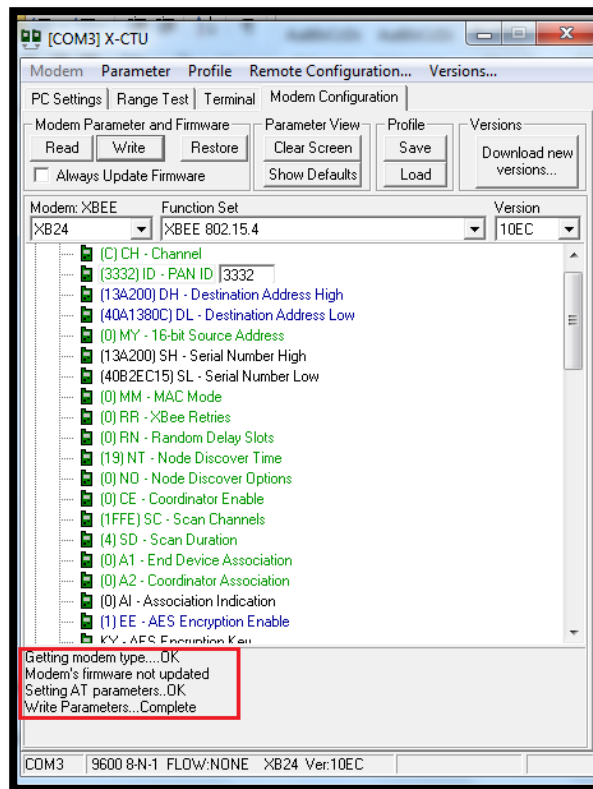 [COM3] X-CTU
Modem Parameter Profile Remote Configuration... Versions...
PC Settings Range Test Terminal Modem Configuration
Modem Parameter and Firmware Parameter View Profile Versions
Read Write Restore Clear Screen Save Download new versions...
Always Update Firmware Show Defaults Load
Modem: XBEE Function Set Version
XB24 XBEE 802.15.4 10EC
(C) CH - Channel
(3332) ID - PAN ID 3332
(13A200) DH - Destination Address High
(40A1380C) DL - Destination Address Low
(0) MY - 16-bit Source Address
(13A200) SH - Serial Number High
(40B2EC15) SL - Serial Number Low
(0) MM - MAC Mode
(0) RR - XBee Retries
(0) RN - Random Delay Slots
(19) NT - Node Discover Time
(0) NO - Node Discover Options
(0) CE - Coordinator Enable
(1FFE) SC - Scan Channels
(4) SD - Scan Duration
(0) A1 - End Device Association
(0) A2 - Coordinator Association
(0) AI - Association Indication
(1) EE - AES Encryption Enable
KY - AES Encryption Key
Getting modem type....OK
Modem's firmware not updated
Setting AT parameters..OK
Write Parameters...Complete
COM3 9600 8-N-1 FLOW:NONE XB24 Ver:10EC